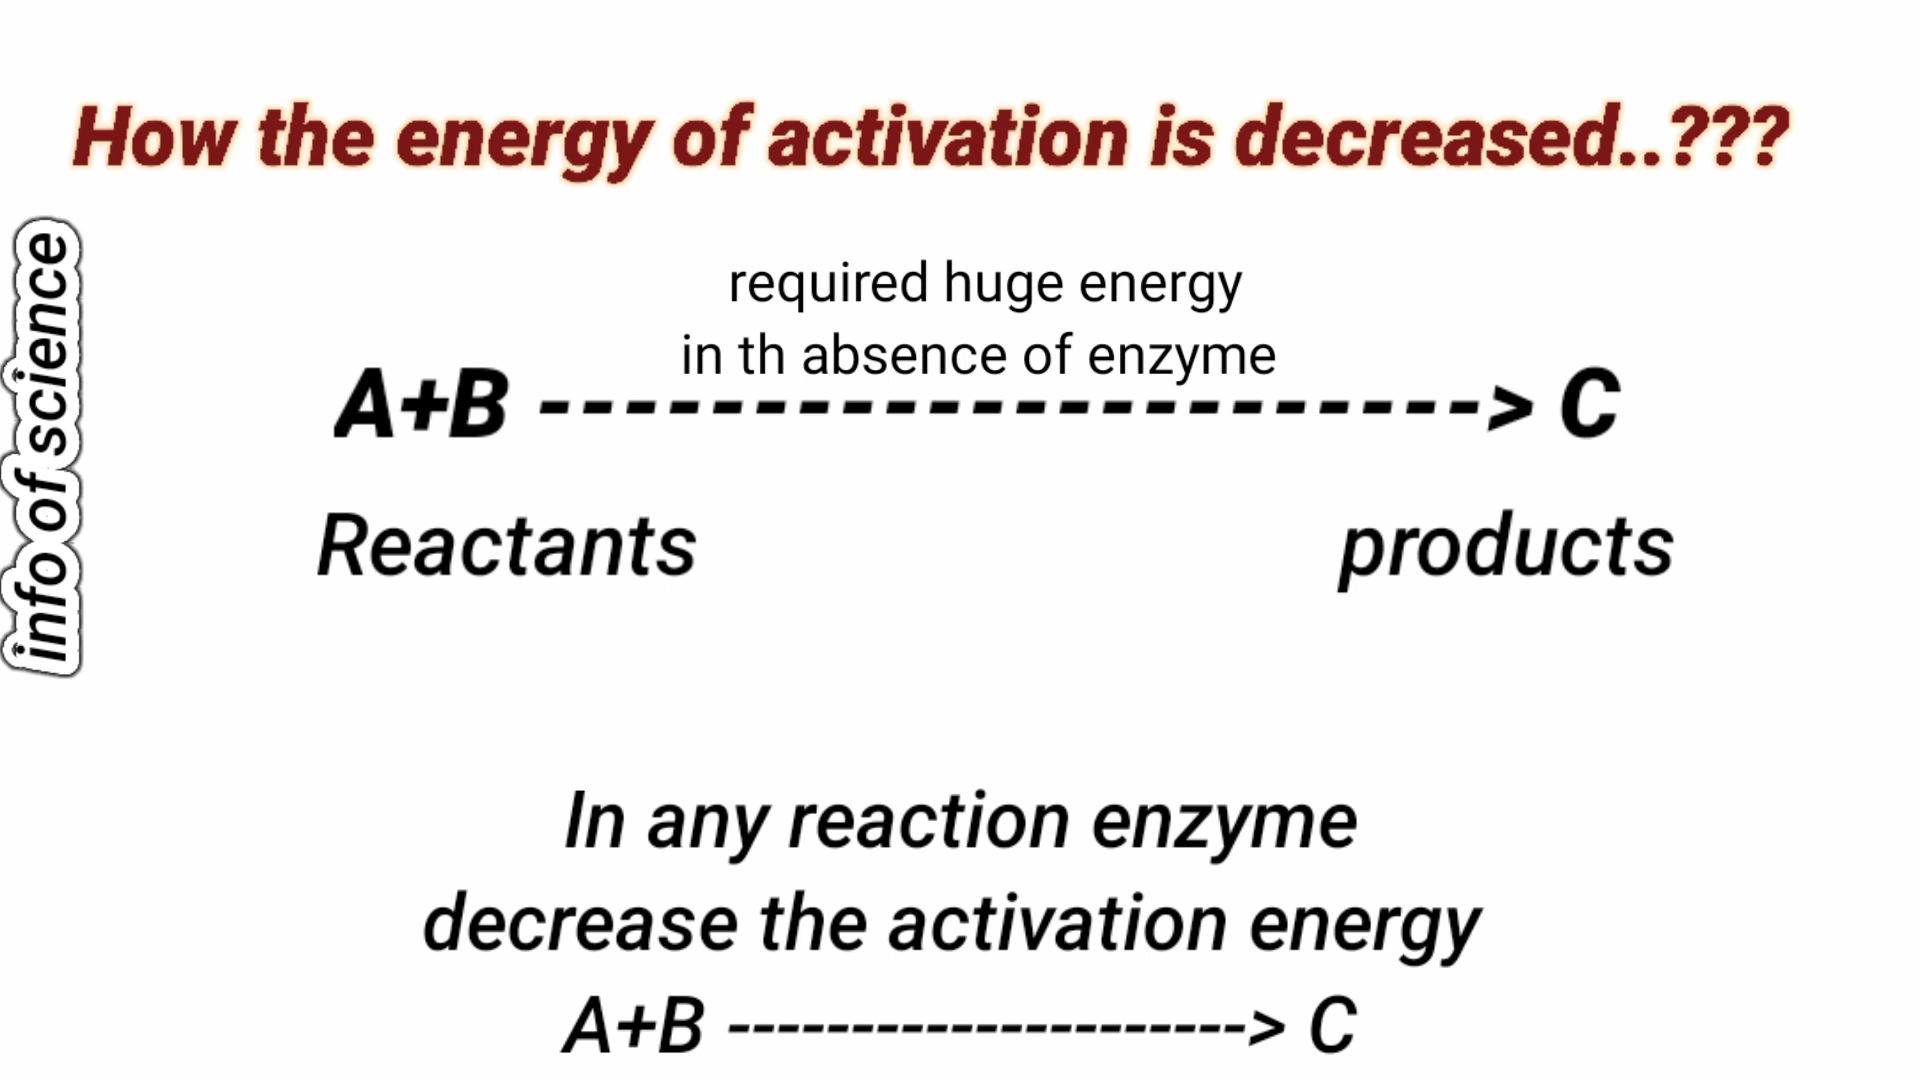 How the energy of activation is decreased..???
info of science
required huge energy
in th absence of enzyme
A+B ----------------------> C
Reactants products
In any reaction enzyme
decrease the activation energy
A+B ---------------------> C